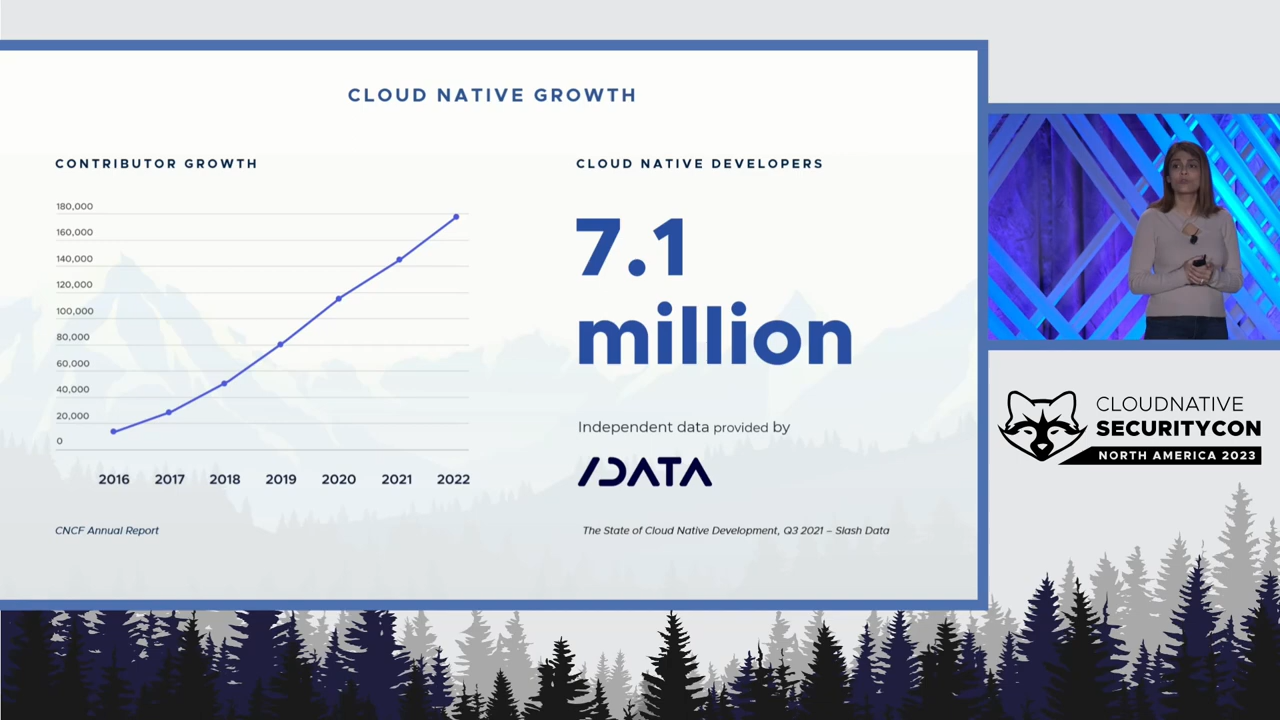 CLOUD NATIVE GROWTH
CONTRIBUTOR GROWTH
180,000
160,000
140,000
120,000
100,000
80,000
60,000
40,000
20,000
0
2016 2017 2018 2019 2020 2021 2022
CNCF Annual Report
CLOUD NATIVE DEVELOPERS
7.1
million
Independent data provided by
/DATA
The State of Cloud Native Development, Q3 2021 – Slash Data
CLOUDNATIVE
SECURITYCON
NORTH AMERICA 2023